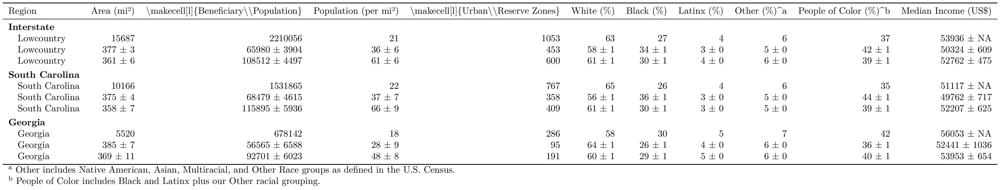 Region Area (mi²) \makecell[l]{Beneficiary\\Population} Population (per mi²) \makecell[l]{Urban\\Reserve Zones} White (%) Black (%) Latinx (%) Other (%)^a People of Color (%)^b Median Income (US$)
Interstate
Lowcountry 15687 2210056 21 1053 63 27 4 6 37 53936 ± NA
Lowcountry 377 ± 3 65980 ± 3904 36 ± 6 453 58 ± 1 34 ± 1 3 ± 0 5 ± 0 42 ± 1 50324 ± 609
Lowcountry 361 ± 6 108512 ± 4497 61 ± 6 600 61 ± 1 30 ± 1 4 ± 0 6 ± 0 39 ± 1 52762 ± 475
South Carolina
South Carolina 10166 1531865 22 767 65 26 4 6 35 51117 ± NA
South Carolina 375 ± 4 68479 ± 4615 37 ± 7 358 56 ± 1 36 ± 1 3 ± 0 5 ± 0 44 ± 1 49762 ± 717
South Carolina 358 ± 7 115895 ± 5936 66 ± 9 409 61 ± 1 30 ± 1 3 ± 0 5 ± 0 39 ± 1 52207 ± 625
Georgia
Georgia 5520 678142 18 286 58 30 5 7 42 56053 ± NA
Georgia 385 ± 7 56565 ± 6588 28 ± 9 95 64 ± 1 26 ± 1 4 ± 0 6 ± 0 36 ± 1 52441 ± 1036
Georgia 369 ± 11 92701 ± 6023 48 ± 8 191 60 ± 1 29 ± 1 5 ± 0 6 ± 0 40 ± 1 53953 ± 654
a Other includes Native American, Asian, Multiracial, and Other Race groups as defined in the U.S. Census.
b People of Color includes Black and Latinx plus our Other racial grouping.